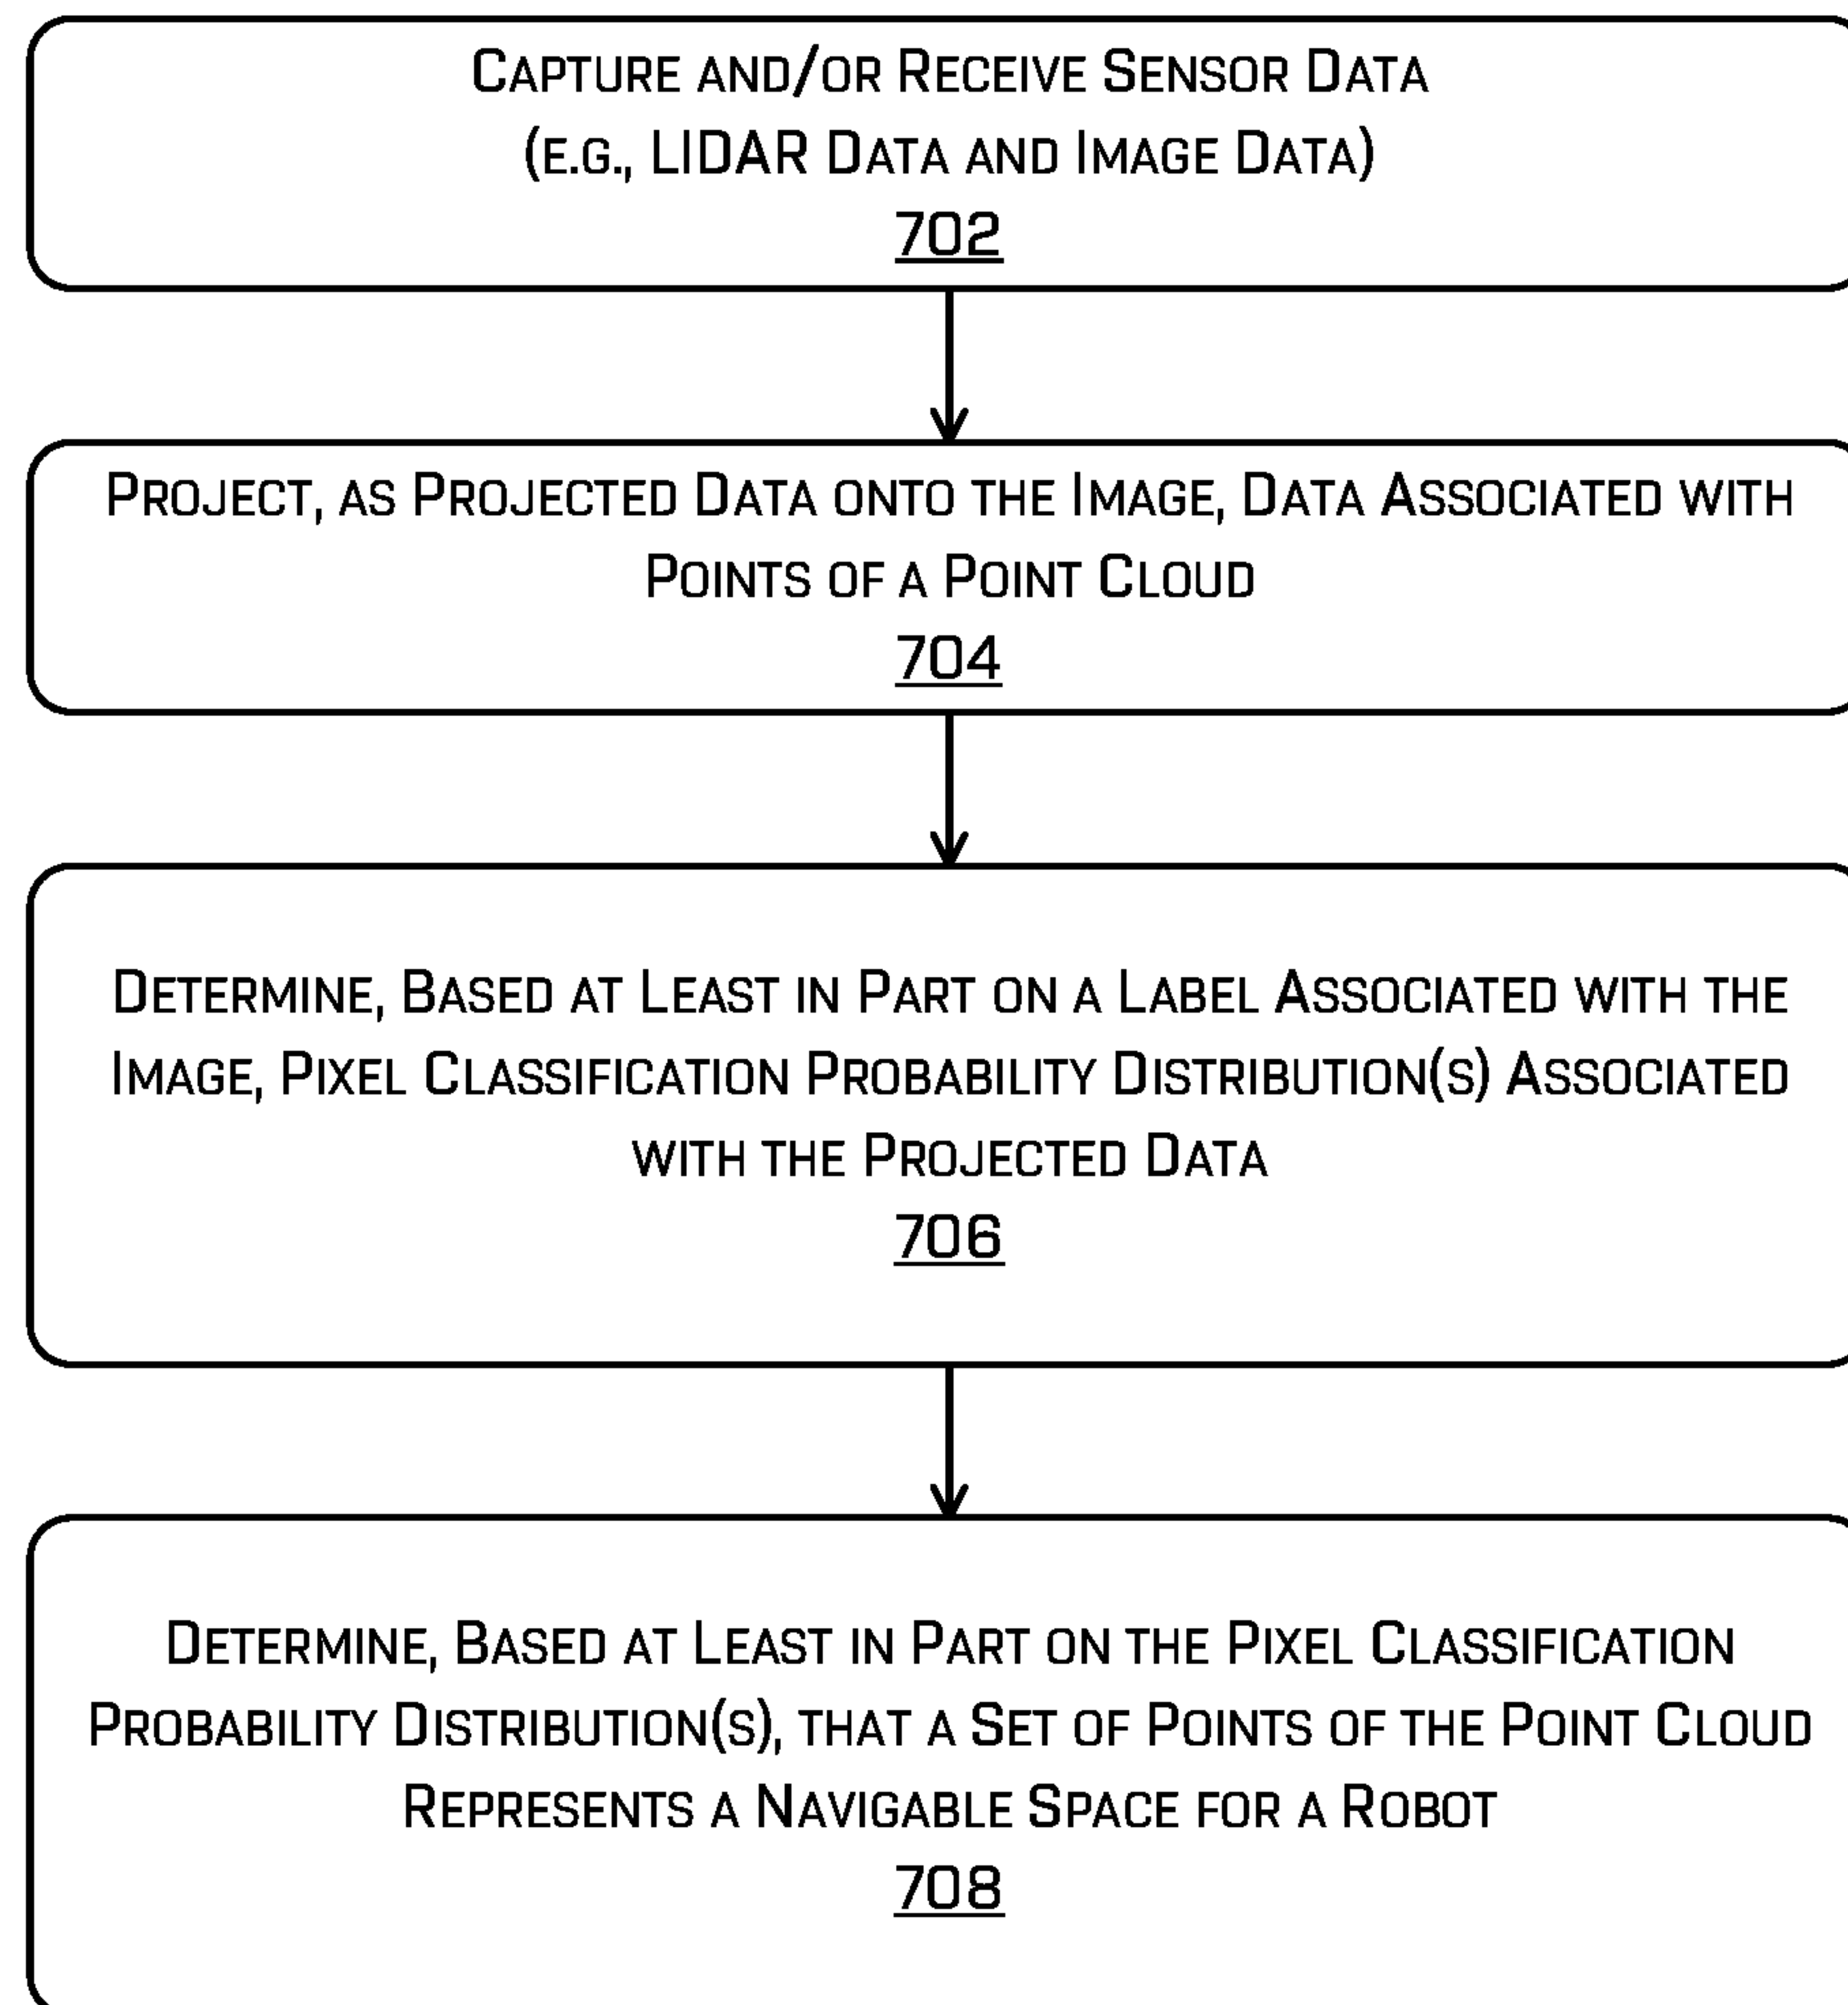 Capture and/or Receive Sensor Data
(e.g., LIDAR Data and Image Data)
702
Project, as Projected Data onto the Image, Data Associated with
Points of a Point Cloud
704
Determine, Based at Least in Part on a Label Associated with the
Image, Pixel Classification Probability Distribution(s) Associated
with the Projected Data
706
Determine, Based at Least in Part on the Pixel Classification
Probability Distribution(s), that a Set of Points of the Point Cloud
Represents a Navigable Space for a Robot
708